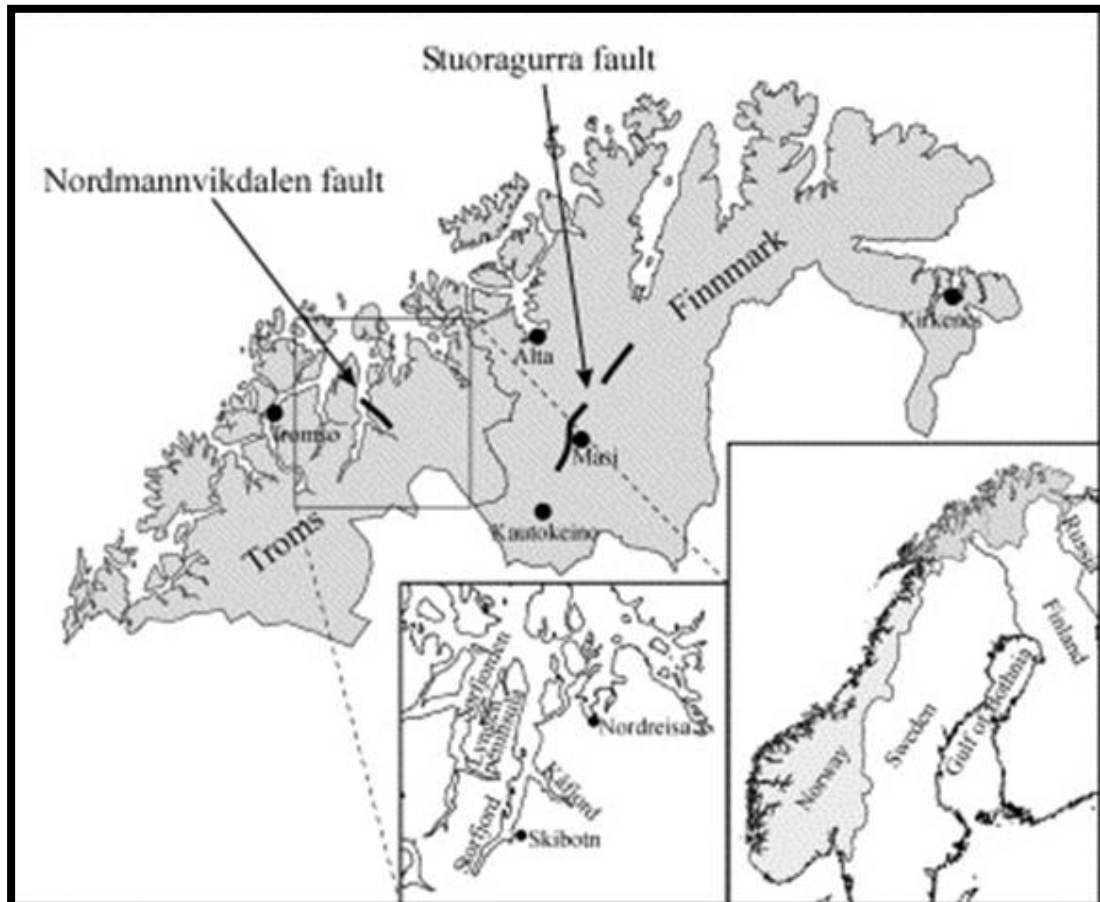 Stuoragurra fault
Nordmannvikdalen fault
Finnmark
Kirkenes
Alta
Tromsø
Masi
Kautokeino
Troms
Nordreisa
Kåfjord
Storfjord
Skibotn
Lyngen
peninsula
Russia
Finland
Gulf of Bothnia
Sweden
Norway